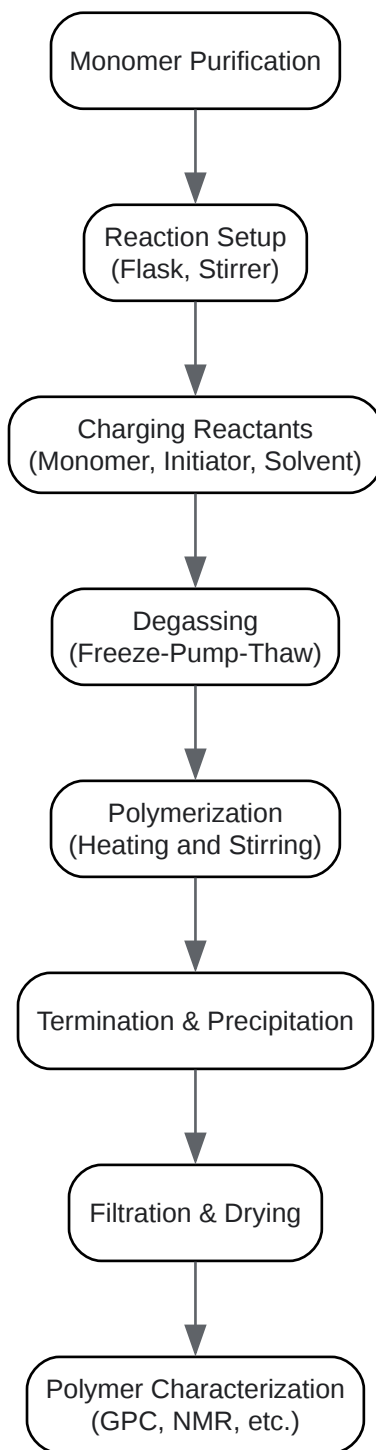 Monomer Purification
Reaction Setup
(Flask, Stirrer)
Charging Reactants
(Monomer, Initiator, Solvent)
Degassing
(Freeze-Pump-Thaw)
Polymerization
(Heating and Stirring)
Termination & Precipitation
Filtration & Drying
Polymer Characterization
(GPC, NMR, etc.)